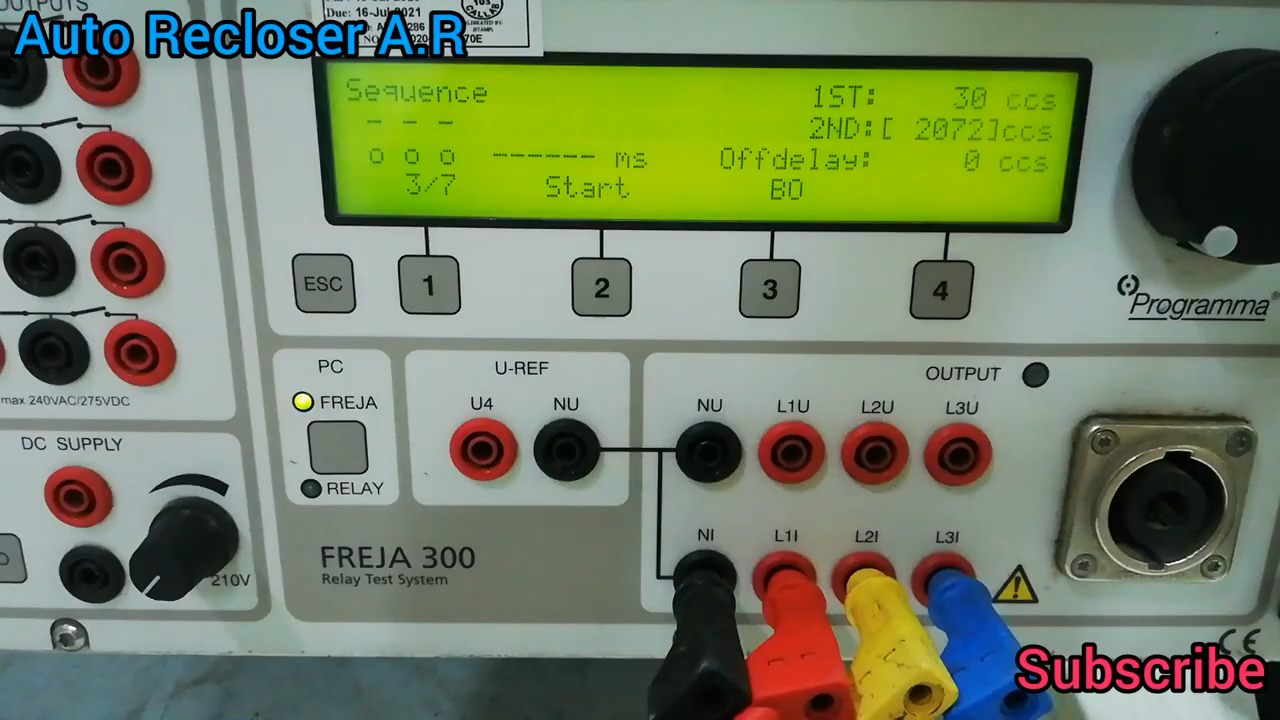 OUTPUTS
Due: 16-Jul-2021
Auto Recloser A.R
Sequence
1ST: 30 ccs
2ND:[ 2072]ccs
o o o ------ ms
Offdelay: 0 ccs
3/7
Start
BO
ESC
1
2
3
4
Programma
max.240VAC/275VDC
PC
FREJA
RELAY
U-REF
U4
NU
OUTPUT
NU
L1U
L2U
L3U
DC SUPPLY
210V
NI
L1I
L2I
L3I
FREJA 300
Relay Test System
CE
Subscribe